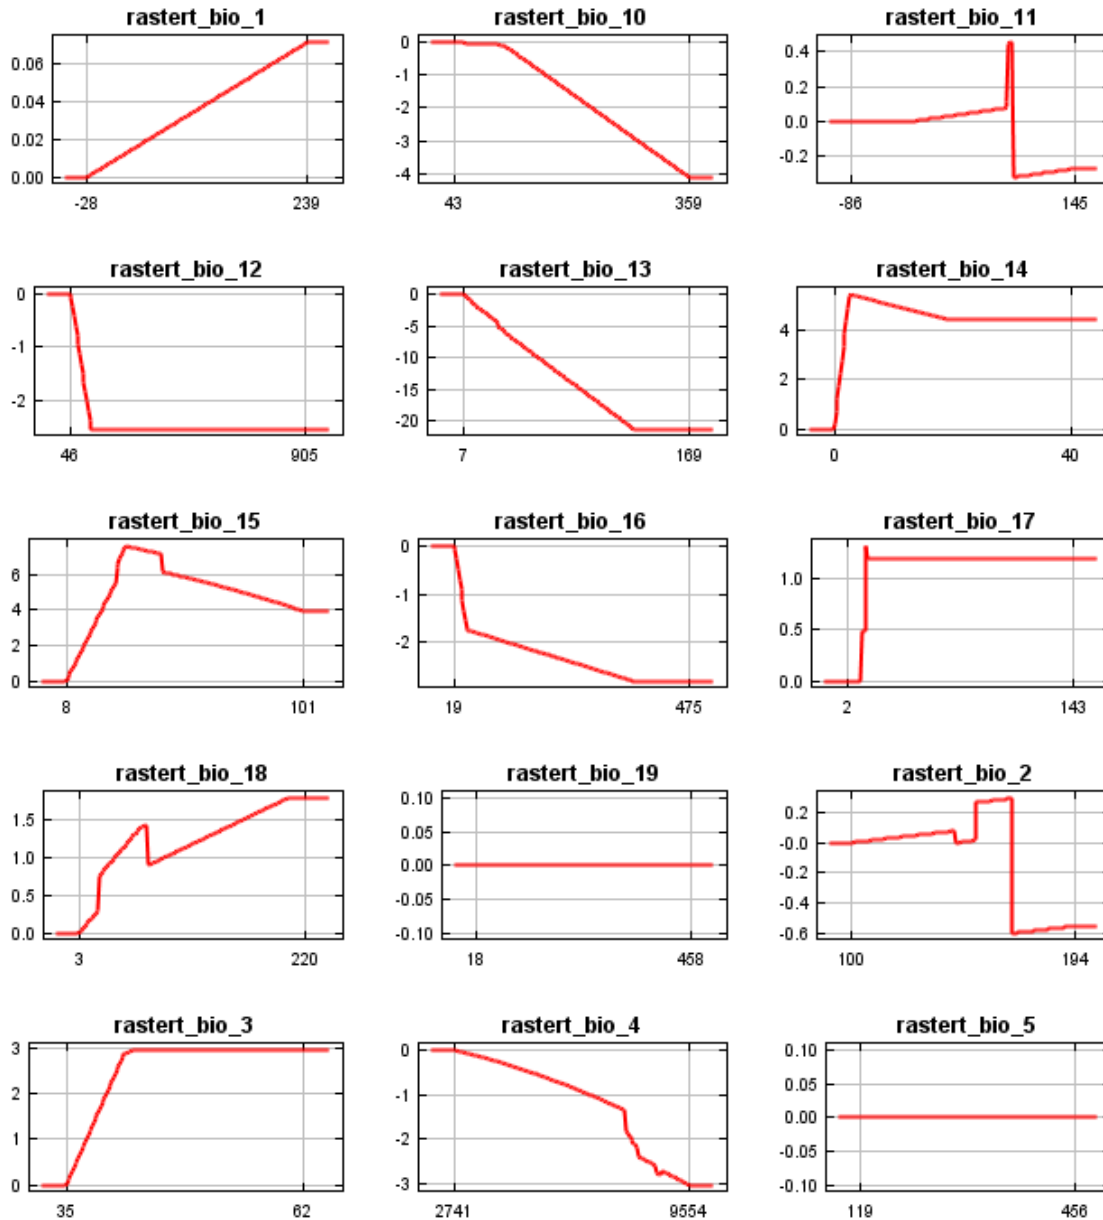 rastert_bio_1 rastert_bio_10 rastert_bio_11
0.06 0.04 0.02 0.00 -28 239
0 -1 -2 -3 -4 43 359
0.4 0.2 0.0 -0.2 -86 145
rastert_bio_12 rastert_bio_13 rastert_bio_14
0 -1 -2 46 905
0 -5 -10 -15 -20 7 169
4 2 0 0 40
rastert_bio_15 rastert_bio_16 rastert_bio_17
6 4 2 0 8 101
0 -1 -2 19 475
1.0 0.5 0.0 2 143
rastert_bio_18 rastert_bio_19 rastert_bio_2
1.5 1.0 0.5 0.0 3 220
0.10 0.05 0.00 -0.05 -0.10 18 458
0.2 -0.0 -0.2 -0.4 -0.6 100 194
rastert_bio_3 rastert_bio_4 rastert_bio_5
3 2 1 0 35 62
0 -1 -2 -3 2741 9554
0.10 0.05 0.00 -0.05 -0.10 119 456